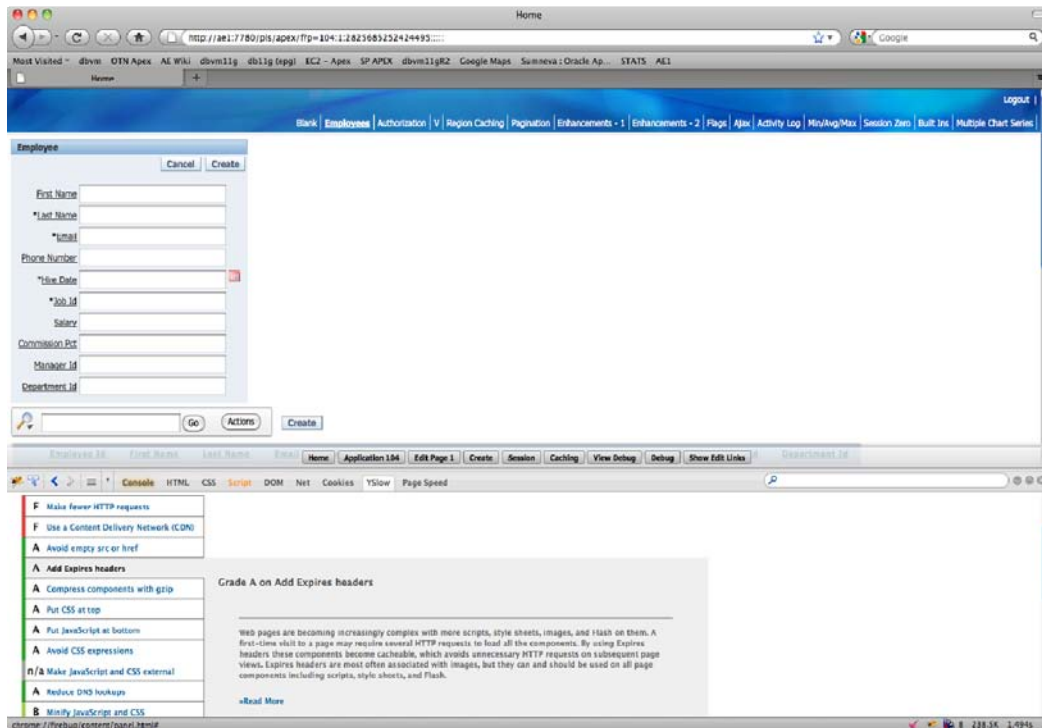 Home
http://ae1:7780/pls/apex/f?p=104:1:2825685252424495:::::
Google
Most Visited dbvm OTN Apex AE Wiki dbvm11g db11g (epg) EC2 - Apex SP APEX dbvm11gR2 Google Maps Sumneva : Oracle Ap... STATS AE1
Home
Logout |
Blank | Employees | Authorization | V | Region Caching | Pagination | Enhancements - 1 | Enhancements - 2 | Flags | Ajax | Activity Log | Min/Avg/Max | Session Zero | Built Ins | Multiple Chart Series
Employee
Cancel Create
First Name
*Last Name
*Email
Phone Number
*Hire Date
*Job Id
Salary
Commission Pct
Manager Id
Department Id
Go Actions Create
Employee Id First Name Last Name Email Department Id
Home Application 104 Edit Page 1 Create Session Caching View Debug Debug Show Edit Links
Console HTML CSS Script DOM Net Cookies YSlow Page Speed
F Make fewer HTTP requests
F Use a Content Delivery Network (CDN)
A Avoid empty src or href
A Add Expires headers
A Compress components with gzip
A Put CSS at top
A Put JavaScript at bottom
A Avoid CSS expressions
n/a Make JavaScript and CSS external
A Reduce DNS lookups
B Minify JavaScript and CSS
Grade A on Add Expires headers
Web pages are becoming increasingly complex with more scripts, style sheets, images, and Flash on them. A
first-time visit to a page may require several HTTP requests to load all the components. By using Expires
headers these components become cacheable, which avoids unnecessary HTTP requests on subsequent page
views. Expires headers are most often associated with images, but they can and should be used on all page
components including scripts, style sheets, and Flash.
»Read More
chrome://firebug/content/panel.html#
238.5K 1.494s